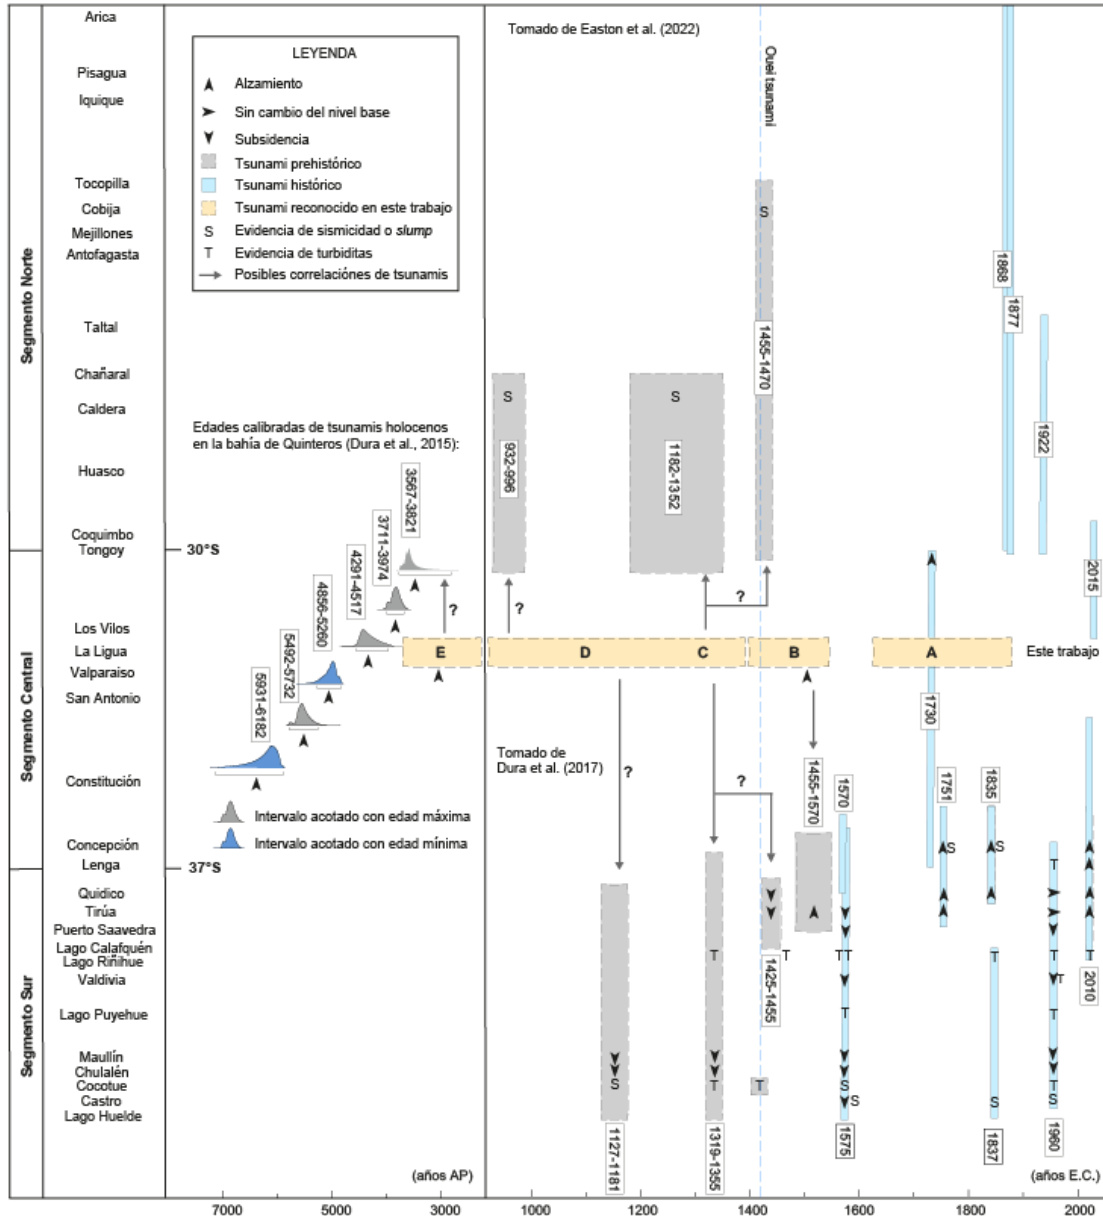 Segmento Norte
Segmento Central
Segmento Sur
Arica
Pisagua
Iquique
Tocopilla
Cobija
Mejillones
Antofagasta
Taltal
Chañaral
Caldera
Huasco
Coquimbo
Tongoy
Los Vilos
La Ligua
Valparaiso
San Antonio
Constitución
Concepción
Lenga
Quidico
Tirúa
Puerto Saavedra
Lago Calafquén
Lago Riñihue
Valdivia
Lago Puyehue
Maullín
Chulalén
Cocotue
Castro
Lago Huelde
30°S
37°S
LEYENDA
Alzamiento
Sin cambio del nivel base
Subsidencia
Tsunami prehistórico
Tsunami histórico
Tsunami reconocido en este trabajo
S Evidencia de sismicidad o slump
T Evidencia de turbiditas
Posibles correlaciónes de tsunamis
Tomado de Easton et al. (2022)
Ouei tsunami
Edades calibradas de tsunamis holocenos
en la bahía de Quinteros (Dura et al., 2015):
3567-3821
3711-3974
4291-4517
4856-5260
5492-5732
5931-6182
Intervalo acotado con edad máxima
Intervalo acotado con edad mínima
S
932-996
S
1182-1352
S
1455-1470
1868
1877
1922
2015
?
?
?
E
D
C
B
A
Este trabajo
Tomado de
Dura et al. (2017)
?
?
1455-1570
1570
1730
1751
1835
S
S
T
T
T
T
T
T
T
T
T
1425-1455
T
2010
T
T
S
T
T
S
T
S
S
T
S
1127-1181
1319-1355
1575
1837
1960
(años AP)
(años E.C.)
7000 6000 5000 4000 3000 1000 1200 1400 1600 1800 2000